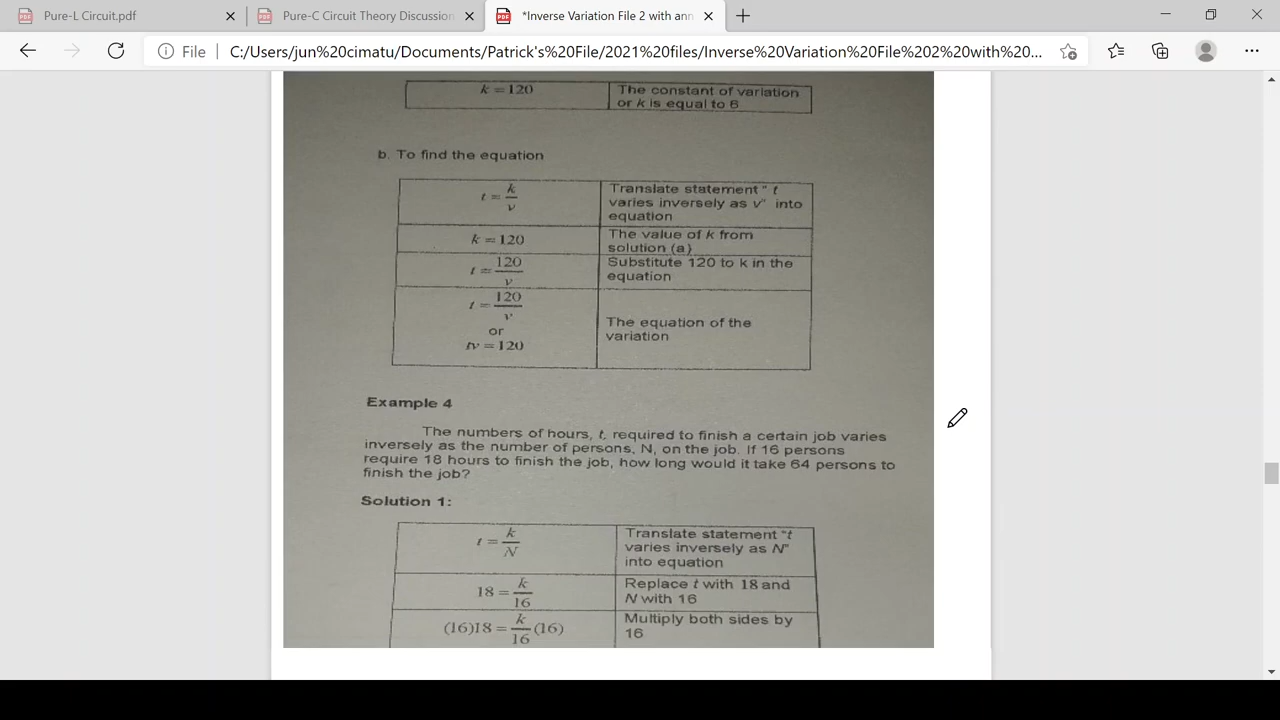 Pure-L Circuit.pdf
Pure-C Circuit Theory Discussion
*Inverse Variation File 2 with ann
File
C:/Users/jun%20cimatu/Documents/Patrick's%20File/2021%20files/Inverse%20Variation%20File%202%20with%20...
k = 120
The constant of variation
or k is equal to 6
b. To find the equation
t = k/v
Translate statement " t
varies inversely as v" into
equation
k = 120
The value of k from
solution (a)
t = 120/v
Substitute 120 to k in the
equation
t = 120/v
or
tv = 120
The equation of the
variation
Example 4
The numbers of hours, t, required to finish a certain job varies
inversely as the number of persons, N, on the job. If 16 persons
require 18 hours to finish the job, how long would it take 64 persons to
finish the job?
Solution 1:
t = k/N
Translate statement "t
varies inversely as N"
into equation
18 = k/16
Replace t with 18 and
N with 16
(16)18 = k/16 (16)
Multiply both sides by
16